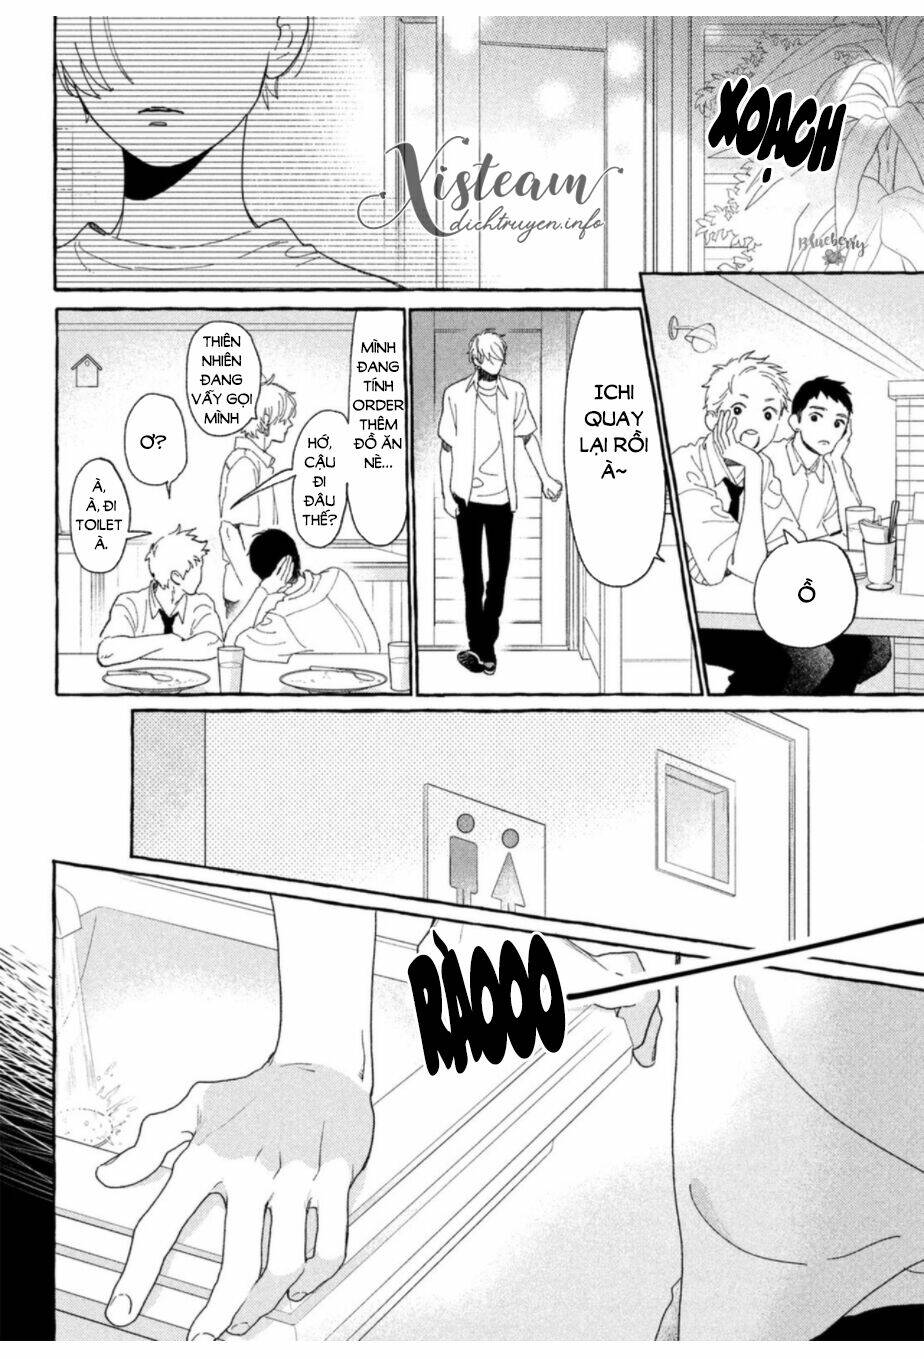 XOẠCH
Xisteam
dichtruyen.info
Blueberry
Ồ
ICHI
QUAY
LẠI RỒI
À~
MÌNH
ĐANG
TÍNH
ORDER
THÊM
ĐỒ ĂN
NÈ...
HỚ,
CẬU
ĐI
ĐÂU
THẾ?
THIÊN
NHIÊN
ĐANG
VẪY GỌI
MÌNH
Ơ?
À,
À, ĐI
TOILET
À.
RÀOOO